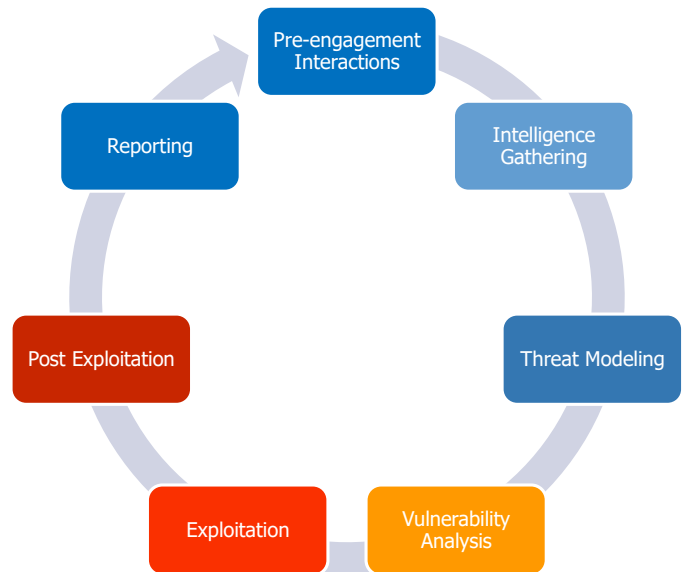 Pre-engagement
Interactions
Intelligence
Gathering
Threat Modeling
Vulnerability
Analysis
Exploitation
Post Exploitation
Reporting